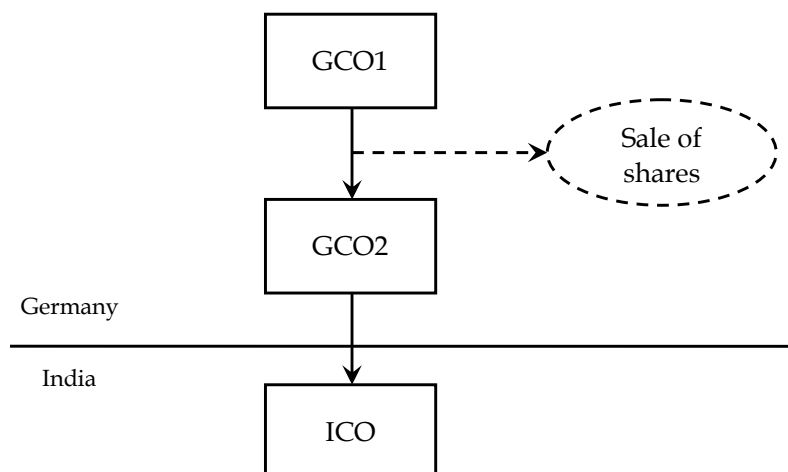 GCO1
Sale of
shares
GCO2
Germany
India
ICO